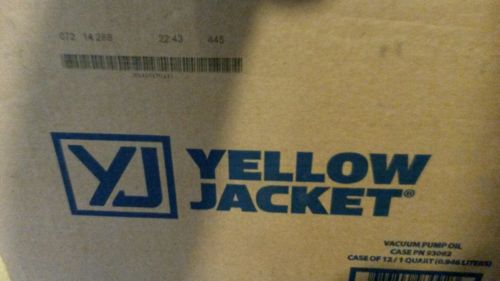 072 14.288 22:43 445
YJ YELLOW
JACKET®
VACUUM PUMP OIL
CASE PN 93092
CASE OF 12 / 1 QUART (0.946 LITERS)